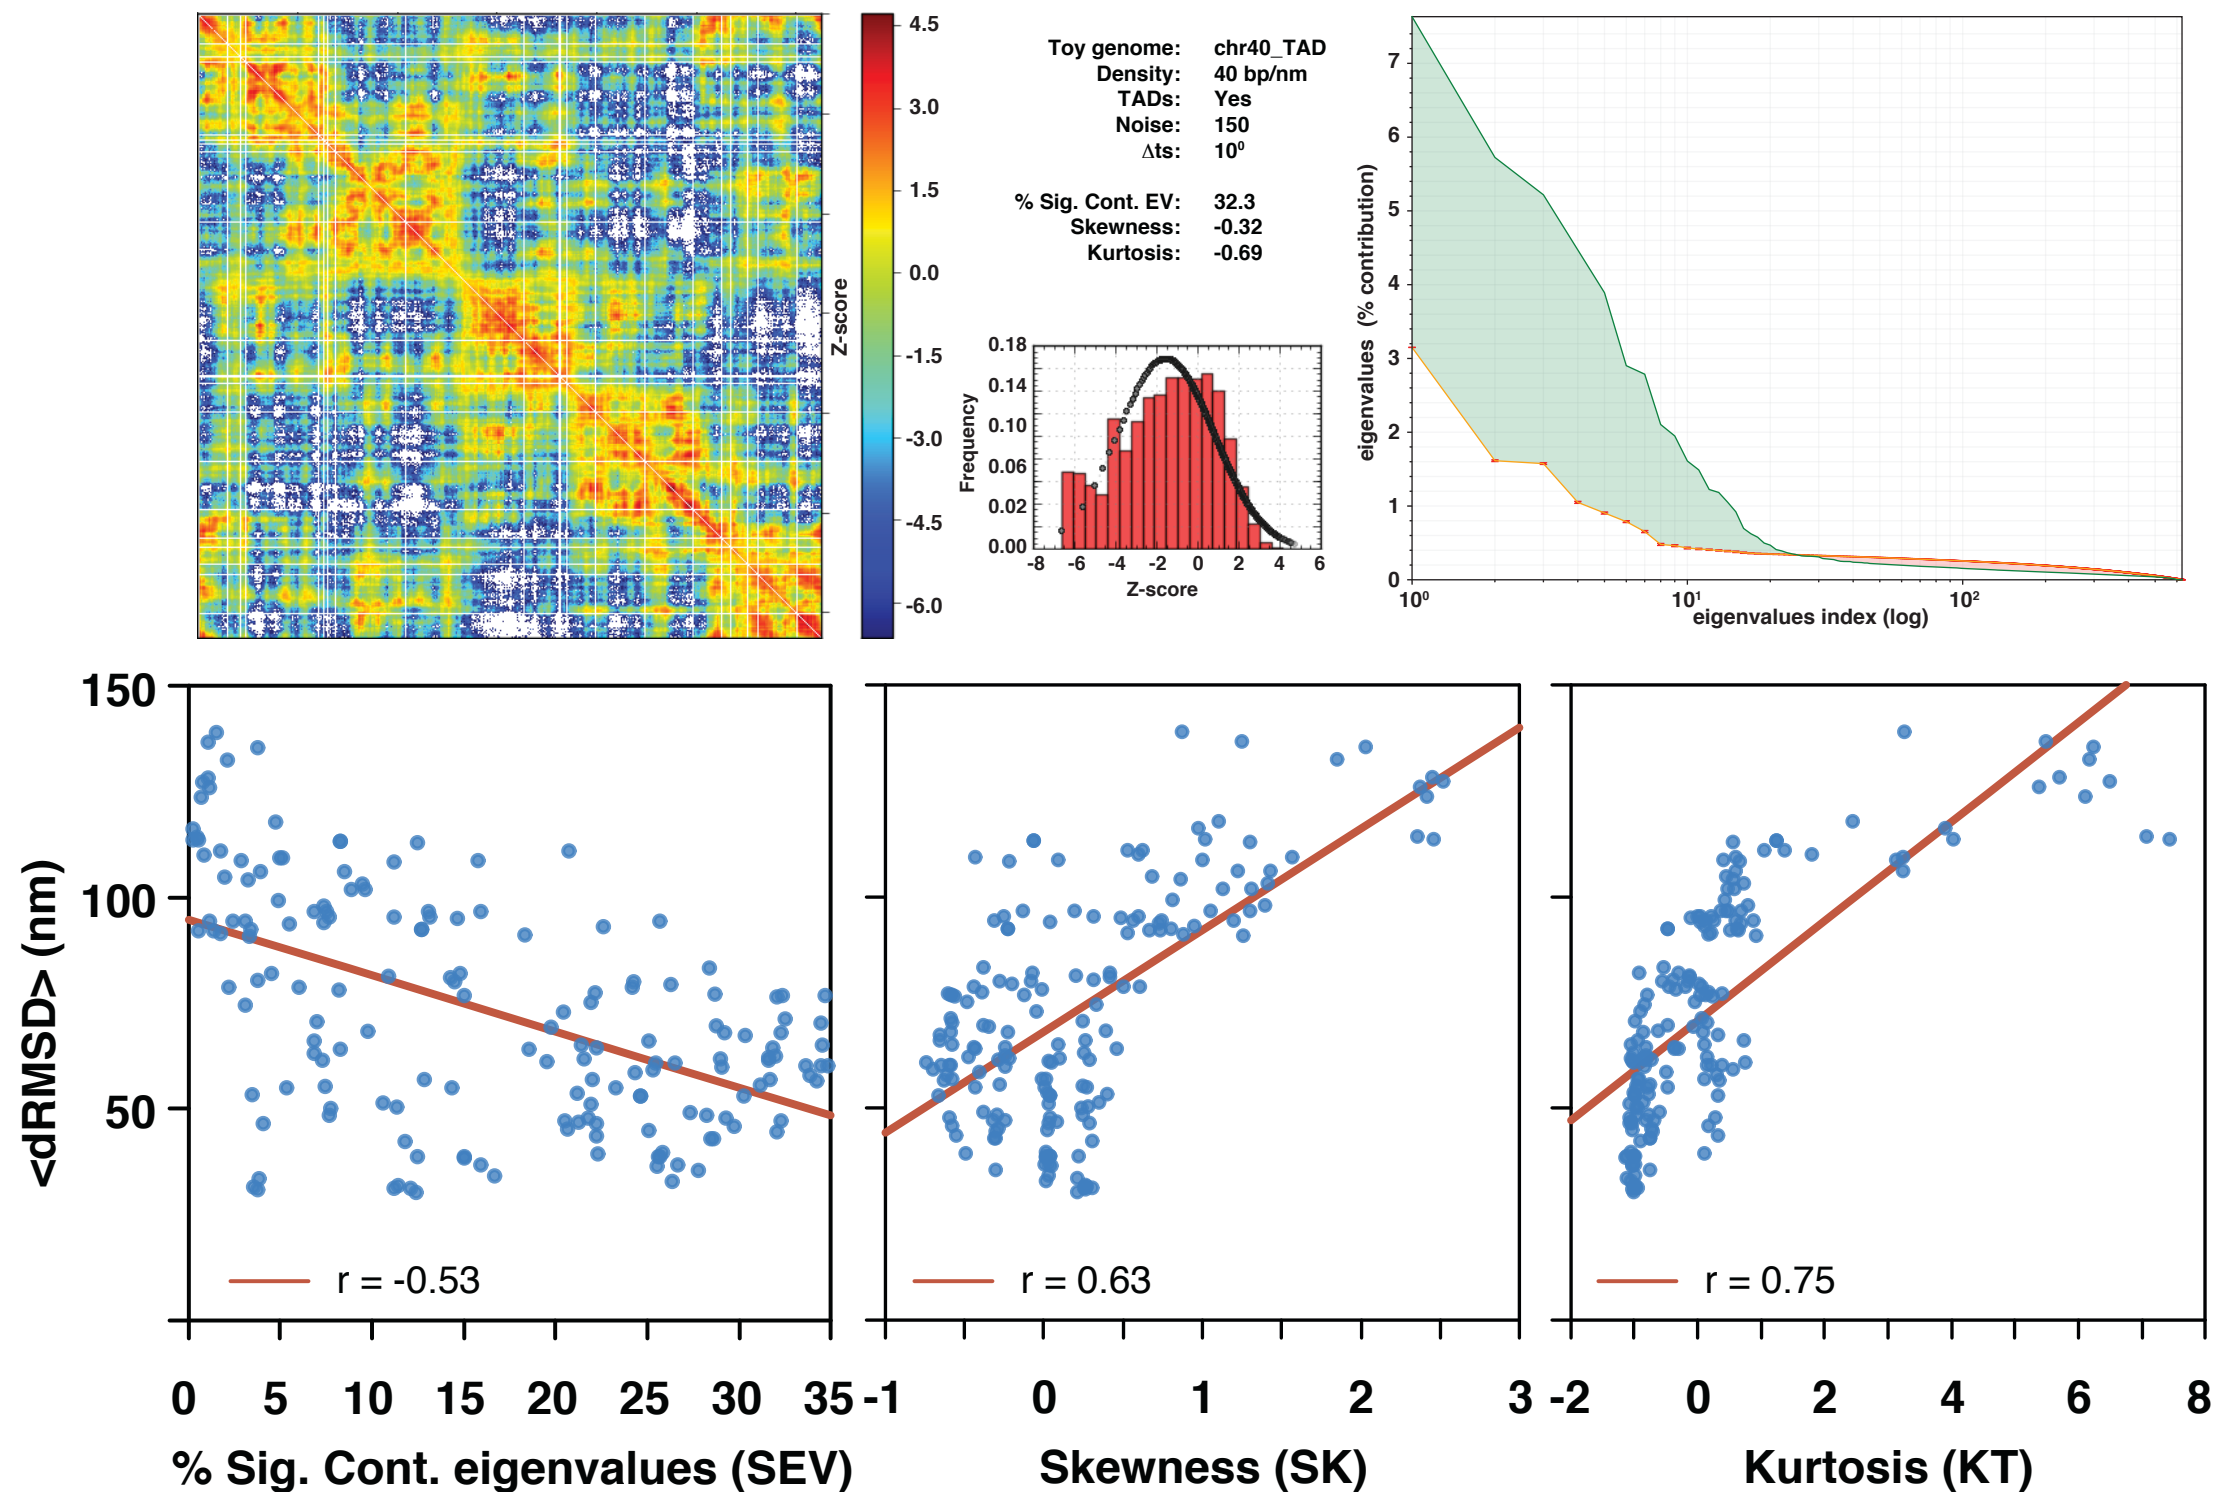 4.5
3.0
1.5
0.0
-1.5
-3.0
-4.5
-6.0
Z-score
Toy genome: chr40_TAD
Density: 40 bp/nm
TADs: Yes
Noise: 150
Δts: 10⁰
% Sig. Cont. EV: 32.3
Skewness: -0.32
Kurtosis: -0.69
0.18
0.14
0.10
0.06
0.02
0.00
Frequency
-8 -6 -4 -2 0 2 4 6
Z-score
7
6
5
4
3
2
1
0
eigenvalues (% contribution)
10⁰ 10¹ 10²
eigenvalues index (log)
150
100
50
<dRMSD> (nm)
r = -0.53
0 5 10 15 20 25 30 35
% Sig. Cont. eigenvalues (SEV)
r = 0.63
-1 0 1 2 3
Skewness (SK)
r = 0.75
-2 0 2 4 6 8
Kurtosis (KT)